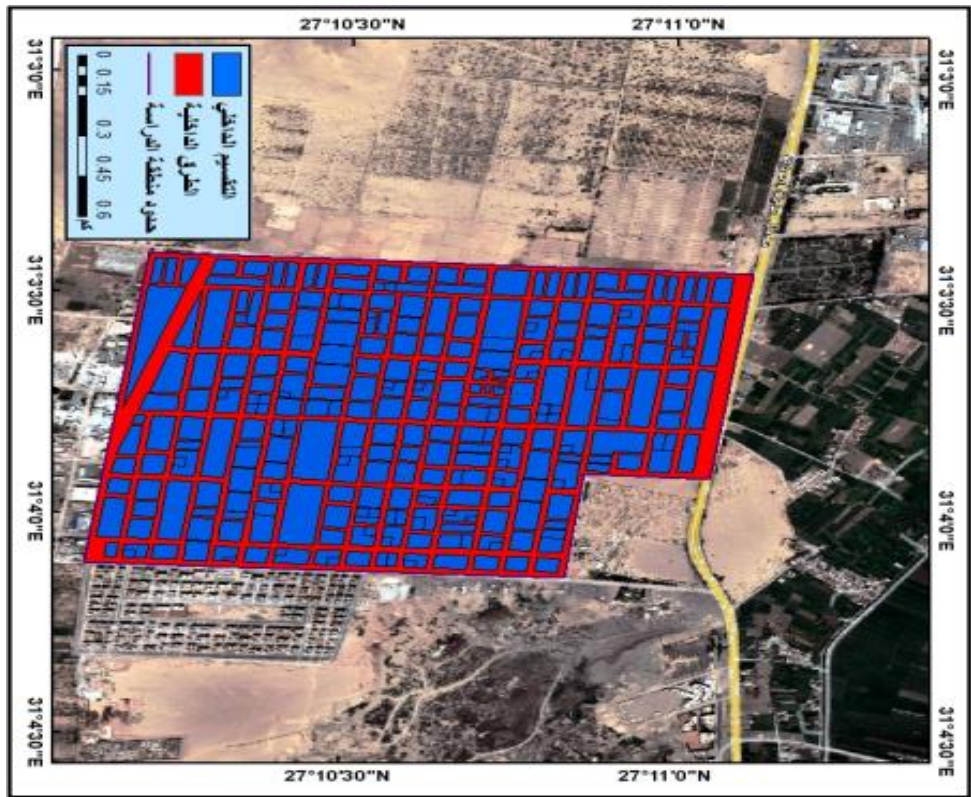 27°10'30"N
27°11'0"N
31°3'0"E
31°3'30"E
31°4'0"E
31°4'30"E
التقسيم الداخلي
الطرق الداخلية
حدود منطقة الدراسة
0 0.15 0.3 0.45 0.6
كم
31°3'0"E
31°3'30"E
31°4'0"E
31°4'30"E
27°10'30"N
27°11'0"N